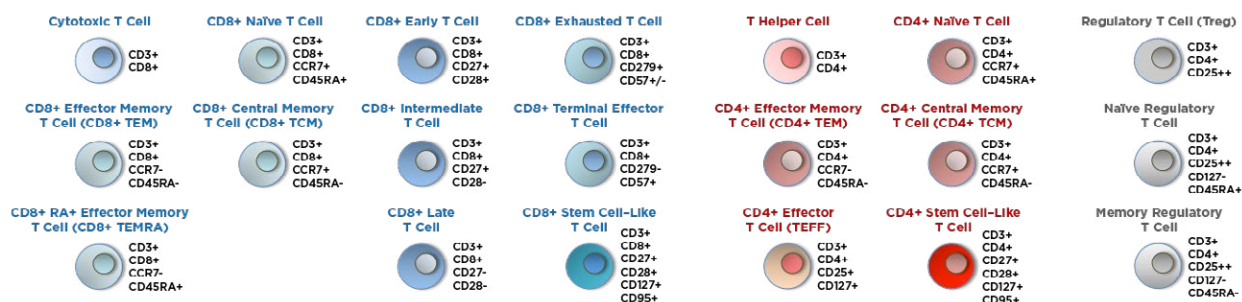 Cytotoxic T Cell
CD3+
CD8+
CD8+ Naïve T Cell
CD3+
CD8+
CCR7+
CD45RA+
CD8+ Early T Cell
CD3+
CD8+
CD27+
CD28+
CD8+ Exhausted T Cell
CD3+
CD8+
CD279+
CD57+/-
T Helper Cell
CD3+
CD4+
CD4+ Naïve T Cell
CD3+
CD4+
CCR7+
CD45RA+
Regulatory T Cell (Treg)
CD3+
CD4+
CD25++
CD8+ Effector Memory
T Cell (CD8+ TEM)
CD3+
CD8+
CCR7-
CD45RA-
CD8+ Central Memory
T Cell (CD8+ TCM)
CD3+
CD8+
CCR7+
CD45RA-
CD8+ Intermediate
T Cell
CD3+
CD8+
CD27+
CD28-
CD8+ Terminal Effector
T Cell
CD3+
CD8+
CD279-
CD57+
CD4+ Effector Memory
T Cell (CD4+ TEM)
CD3+
CD4+
CCR7-
CD45RA-
CD4+ Central Memory
T Cell (CD4+ TCM)
CD3+
CD4+
CCR7+
CD45RA-
Naïve Regulatory
T Cell
CD3+
CD4+
CD25++
CD127-
CD45RA+
CD8+ RA+ Effector Memory
T Cell (CD8+ TEMRA)
CD3+
CD8+
CCR7-
CD45RA+
CD8+ Late
T Cell
CD3+
CD8+
CD27-
CD28-
CD8+ Stem Cell–Like
T Cell
CD3+
CD8+
CD27+
CD28+
CD127+
CD95+
CD4+ Effector
T Cell (TEFF)
CD3+
CD4+
CD25+
CD127+
CD4+ Stem Cell–Like
T Cell
CD3+
CD4+
CD27+
CD28+
CD127+
CD95+
Memory Regulatory
T Cell
CD3+
CD4+
CD25++
CD127-
CD45RA-